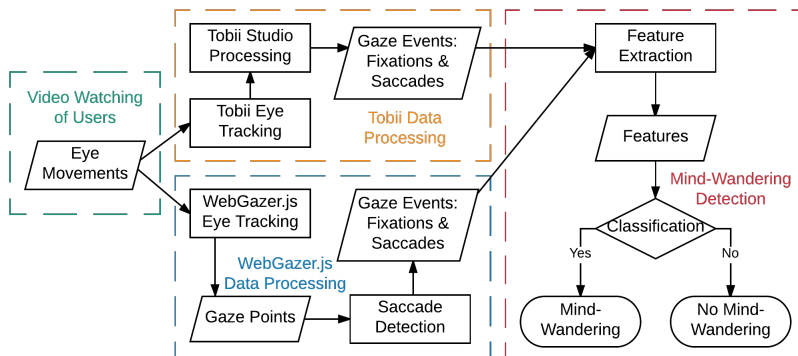 Video Watching
of Users
Eye
Movements
Tobii Studio
Processing
Tobii Eye
Tracking
Gaze Events:
Fixations &
Saccades
Tobii Data
Processing
WebGazer.js
Eye Tracking
WebGazer.js
Data Processing
Gaze Points
Saccade
Detection
Gaze Events:
Fixations &
Saccades
Feature
Extraction
Features
Mind-Wandering
Detection
Classification
Yes
No
Mind-
Wandering
No Mind-
Wandering